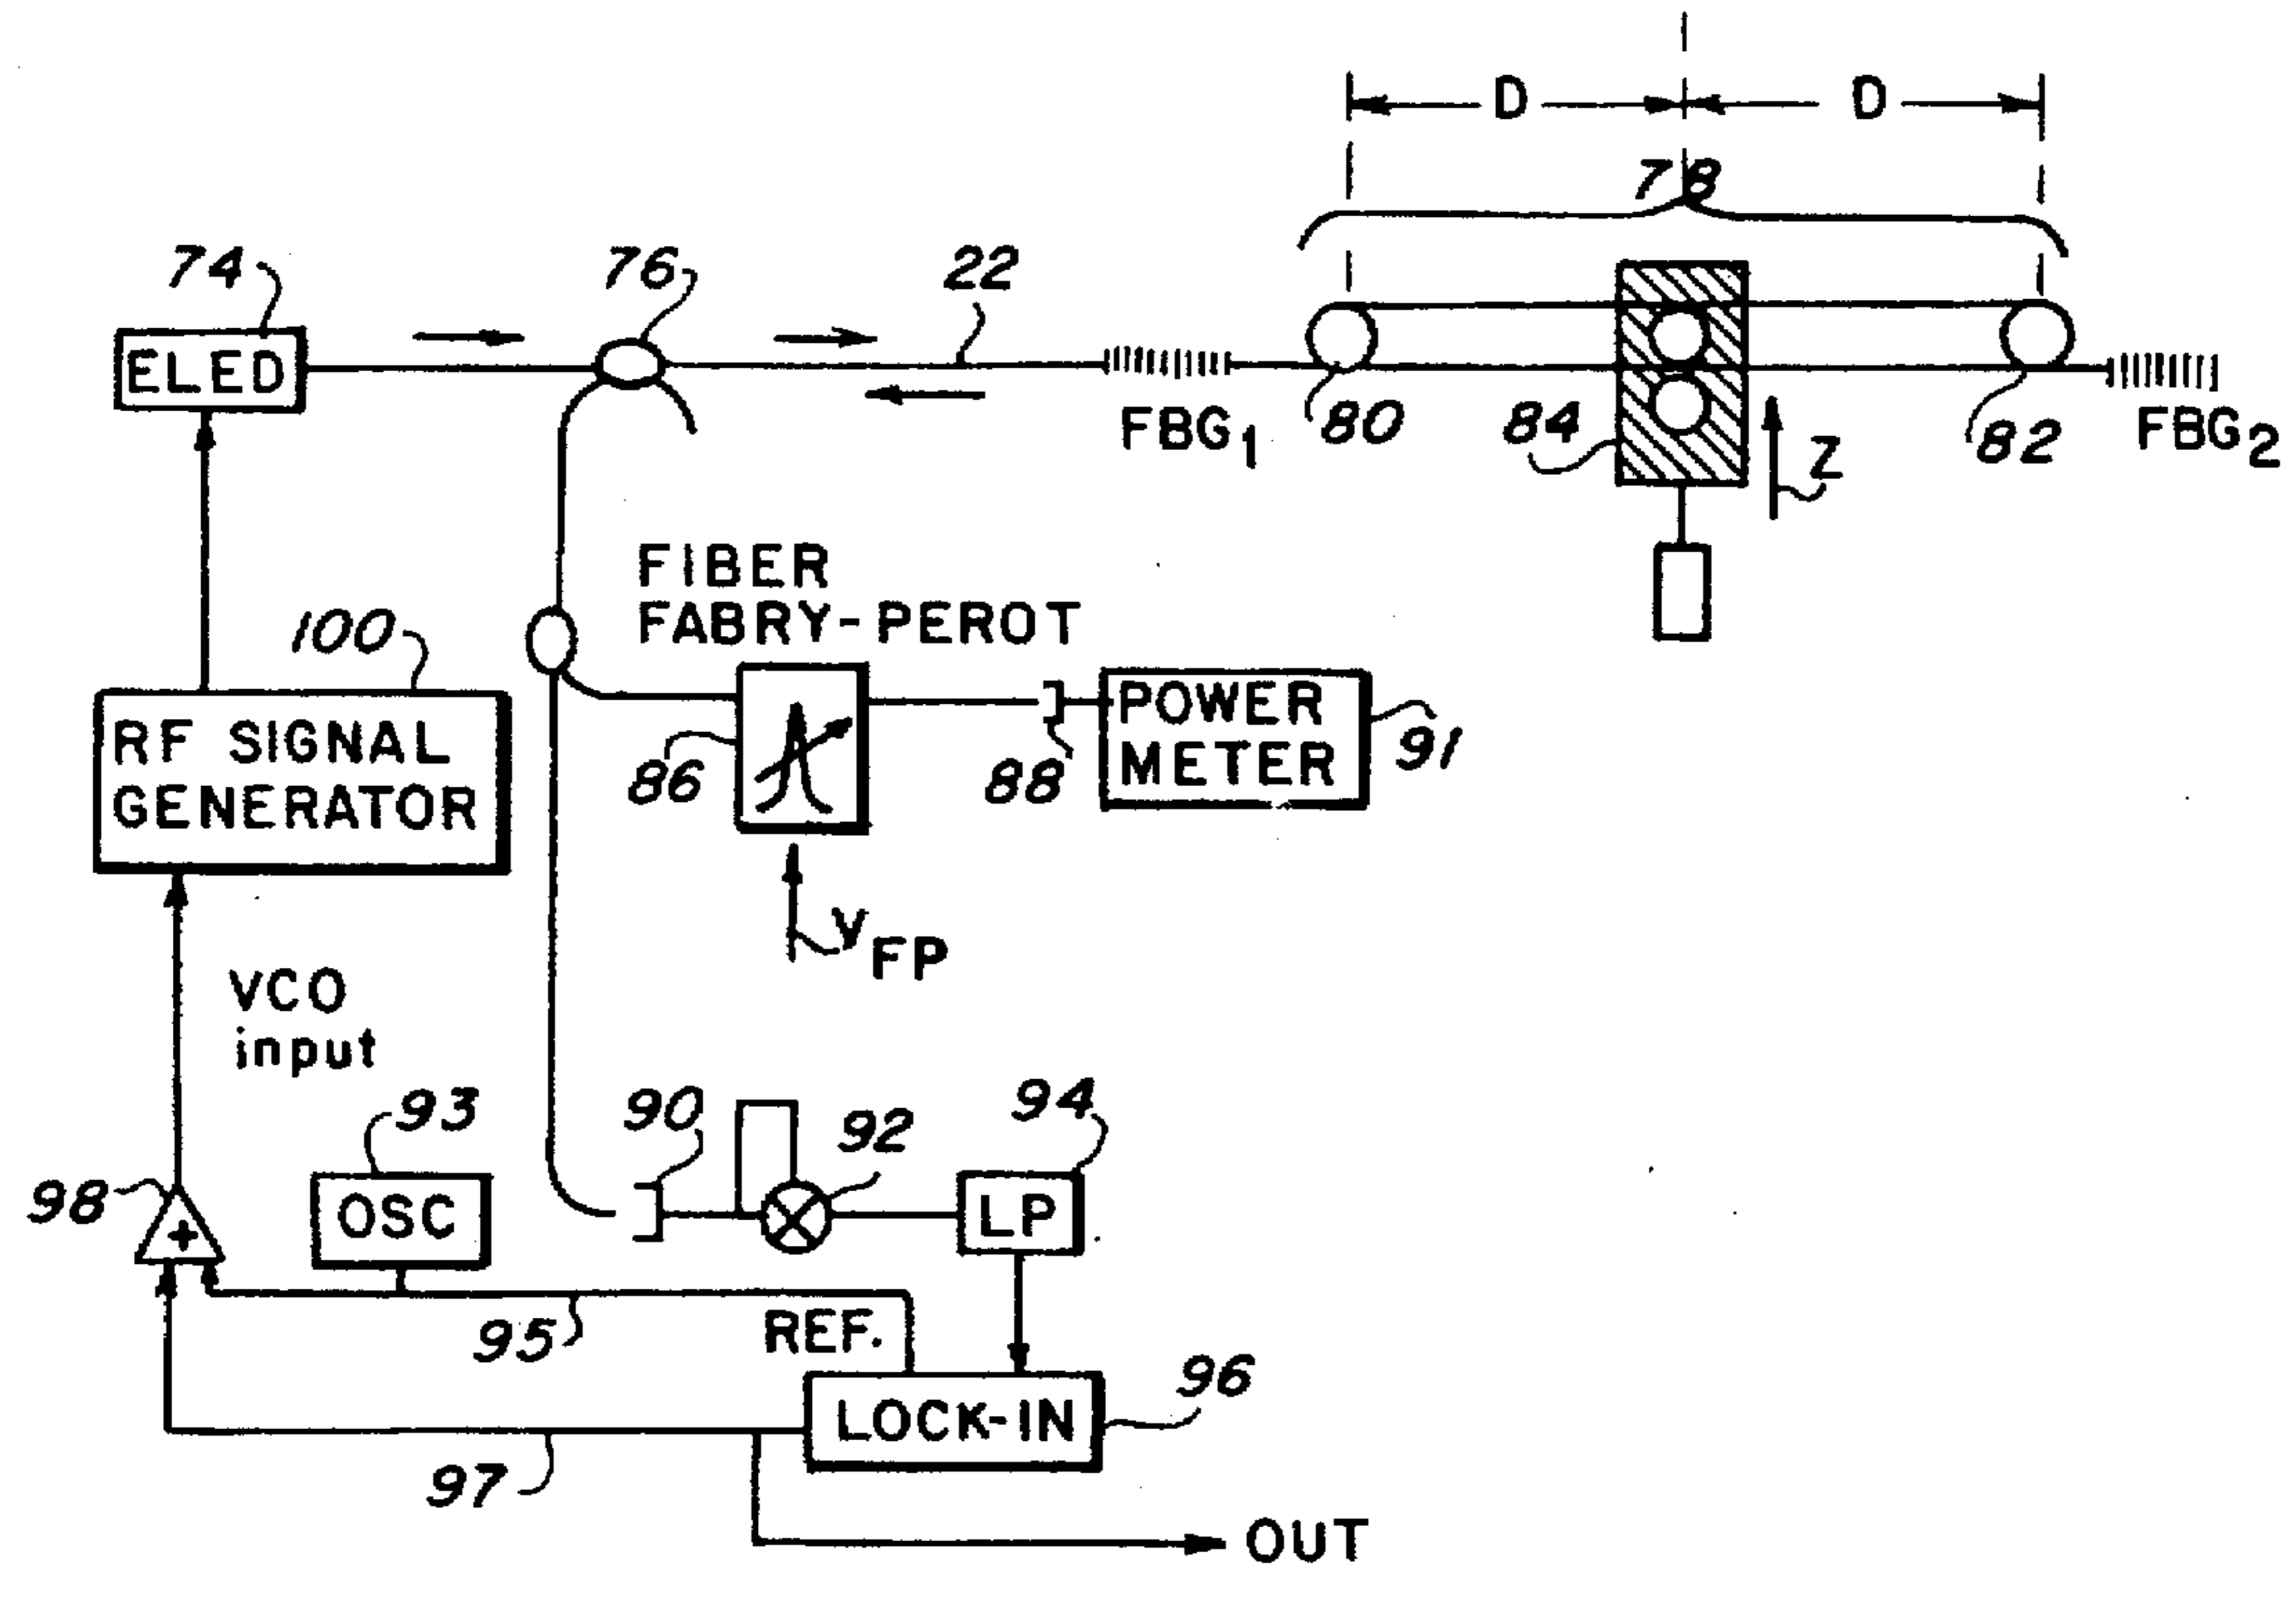 D D
78
74 76 22
ELED
FBG1 80 84 Z 82 FBG2
FIBER
FABRY-PEROT
100
RF SIGNAL
GENERATOR
86
88
POWER
METER
91
VFP
VCO
input
93 90 92 94
98
OSC
+
LP
95
REF.
96
LOCK-IN
97
OUT